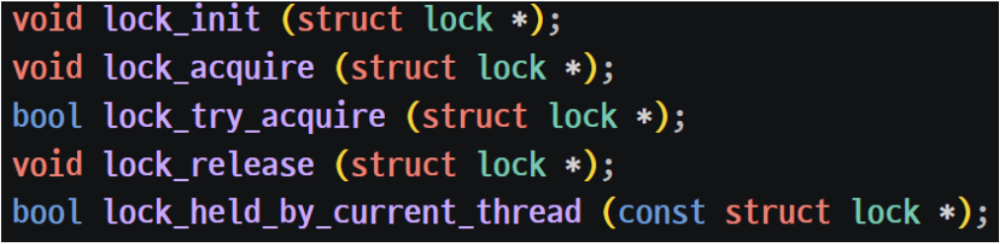 void lock_init (struct lock *);
void lock_acquire (struct lock *);
bool lock_try_acquire (struct lock *);
void lock_release (struct lock *);
bool lock_held_by_current_thread (const struct lock *);